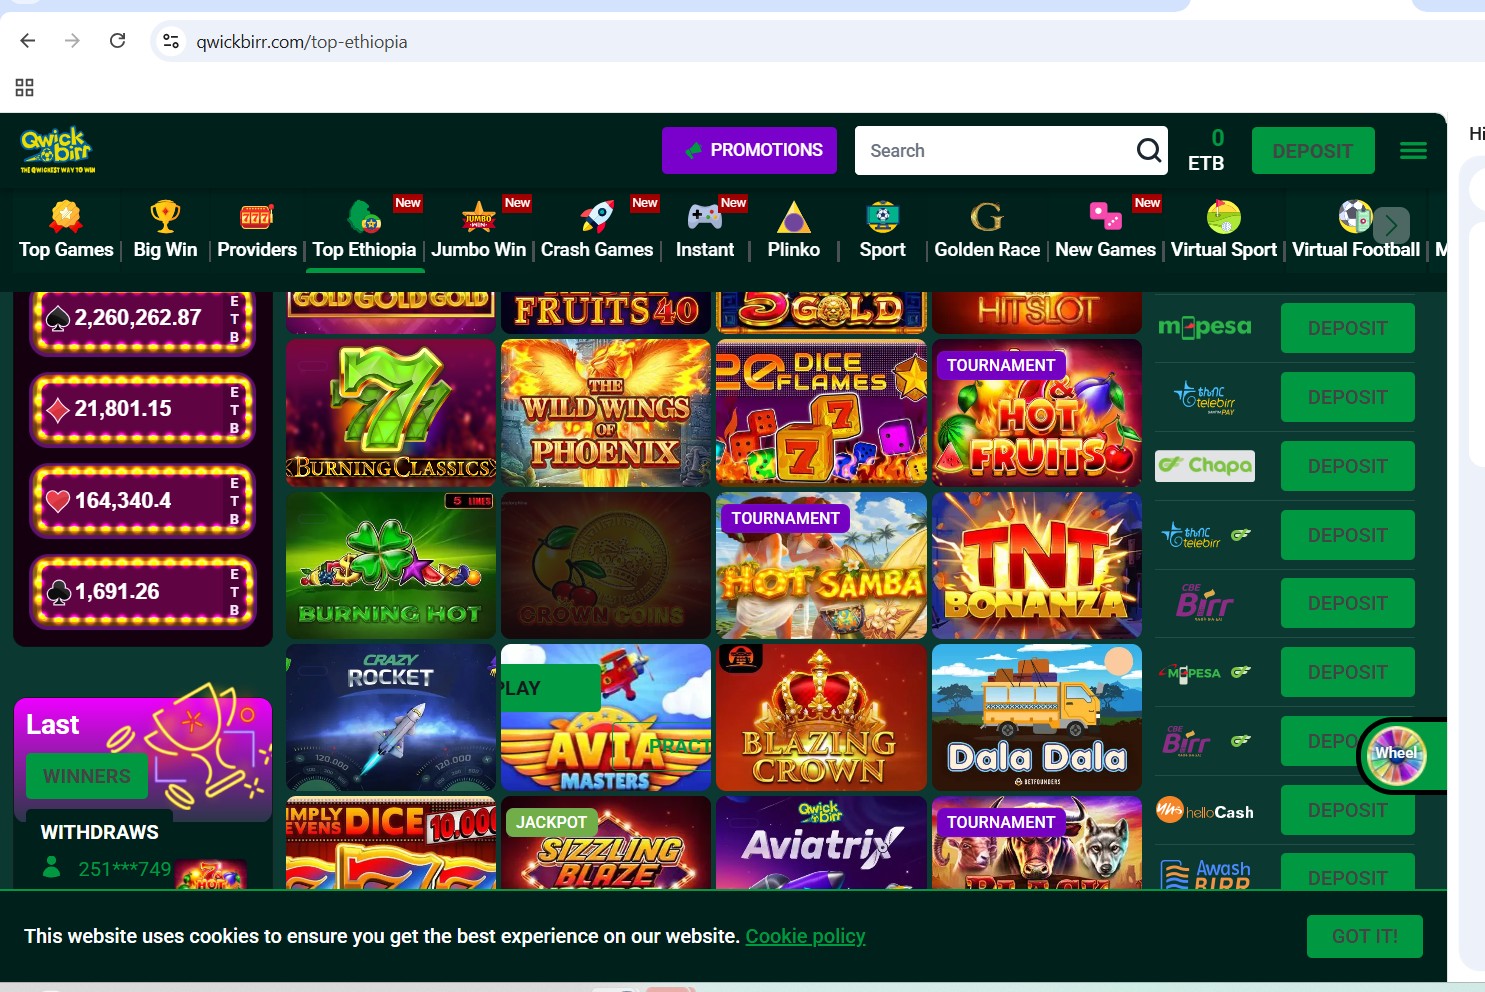 qwickbirr.com/top-ethiopia
Hi
Qwick
birr
THE QWICKEST WAY TO WIN
PROMOTIONS
Search
0
ETB
DEPOSIT
New
New
New
New
New
Top Games
Big Win
Providers
Top Ethiopia
Jumbo Win
Crash Games
Instant
Plinko
Sport
Golden Race
New Games
Virtual Sport
Virtual Football
M
2,260,262.87
ETB
21,801.15
ETB
164,340.4
ETB
1,691.26
ETB
GOLD GOLD GOLD
FRUITS 40
5
GOLD
HITSLOT
BURNING CLASSICS
THE
WILD WINGS
OF
PHOENIX
20 DICE
FLAMES
TOURNAMENT
HOT
FRUITS
5 LINES
BURNING HOT
CROWN COINS
TOURNAMENT
HOT SAMBA
TNT
BONANZA
CRAZY
ROCKET
120.000
120.000
PLAY
AVIA
PRACT
MASTERS
BLAZING
CROWN
Dala Dala
BETFOUNDERS
DICE
10,000
JACKPOT
SIZZLING
BLAZE
Qwick
birr
Aviatrix
TOURNAMENT
BLACK
m-pesa
DEPOSIT
telebirr
DEPOSIT
Chapa
DEPOSIT
telebirr
DEPOSIT
CBE
Birr
DEPOSIT
M-PESA
DEPOSIT
CBE
Birr
DEPO
Wheel
helloCash
DEPOSIT
Awash
BIRR
DEPOSIT
Last
WINNERS
WITHDRAWS
251***749
This website uses cookies to ensure you get the best experience on our website. Cookie policy
GOT IT!